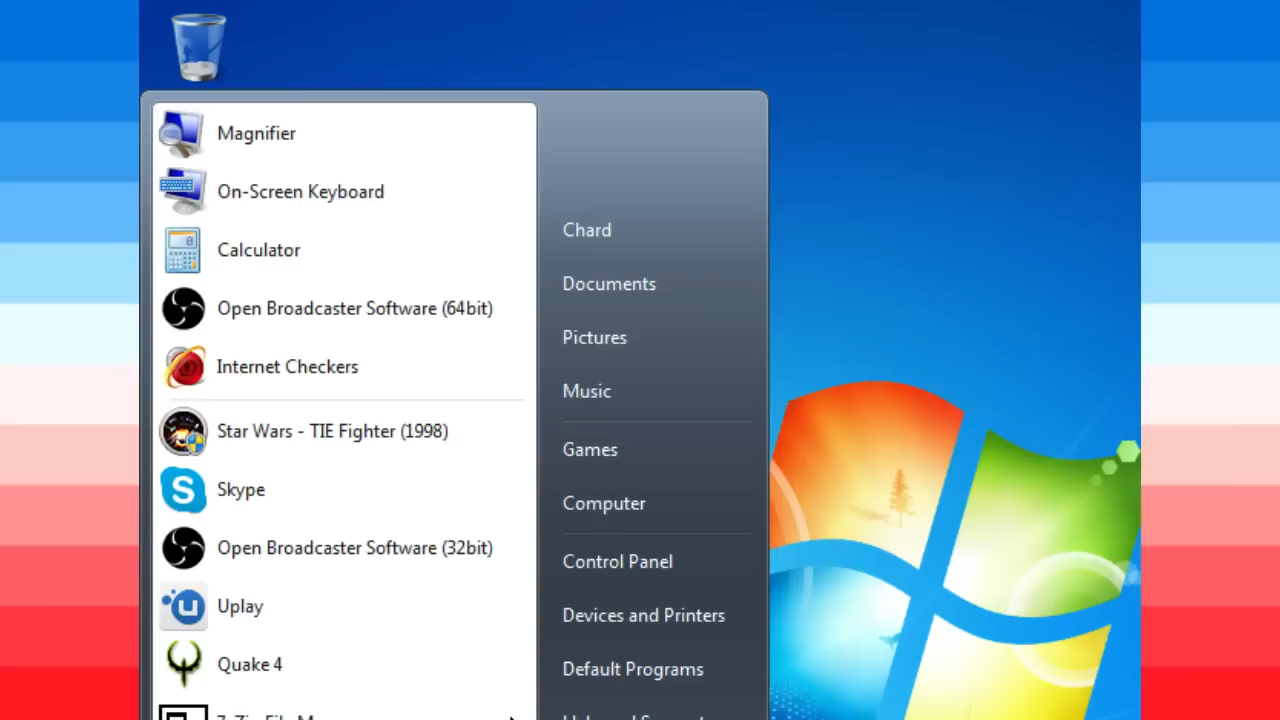 Magnifier
On-Screen Keyboard
Calculator
Open Broadcaster Software (64bit)
Internet Checkers
Star Wars - TIE Fighter (1998)
Skype
Open Broadcaster Software (32bit)
Uplay
Quake 4
Chard
Documents
Pictures
Music
Games
Computer
Control Panel
Devices and Printers
Default Programs